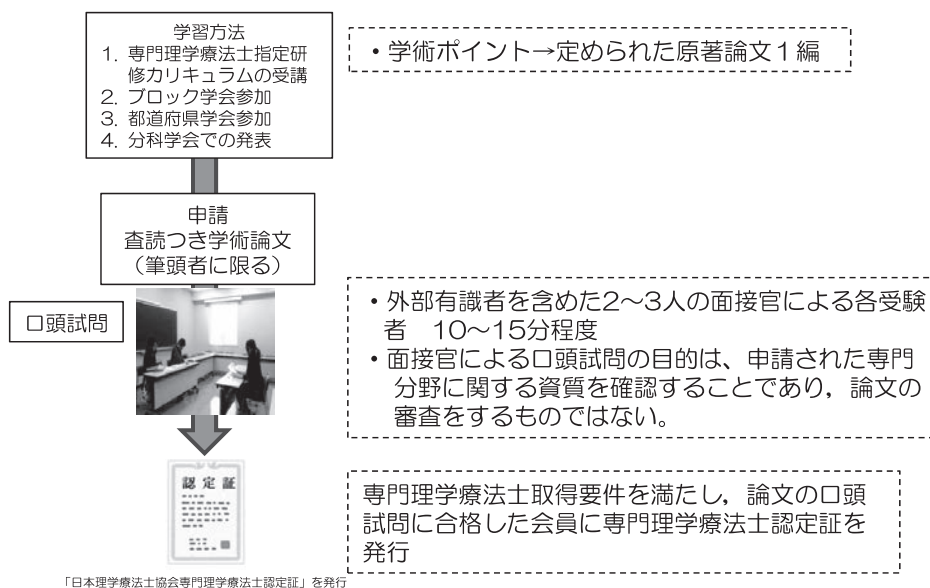 学習方法
1. 専門理学療法士指定研
修カリキュラムの受講
2. ブロック学会参加
3. 都道府県学会参加
4. 分科学会での発表
・学術ポイント→定められた原著論文1編
申請
査読つき学術論文
(筆頭者に限る)
口頭試問
・外部有識者を含めた2〜3人の面接官による各受験
者 10〜15分程度
・面接官による口頭試問の目的は、申請された専門
分野に関する資質を確認することであり，論文の
審査をするものではない。
認定証
専門理学療法士取得要件を満たし，論文の口頭
試問に合格した会員に専門理学療法士認定証を
発行
「日本理学療法士協会専門理学療法士認定証」を発行